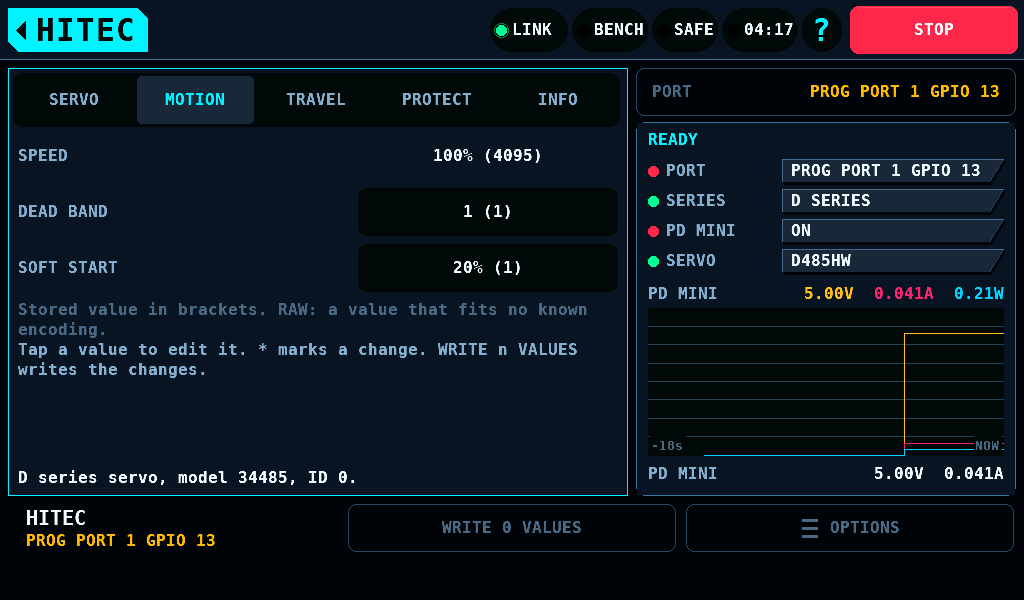 HITEC
LINK
BENCH
SAFE
04:17
?
STOP
SERVO
MOTION
TRAVEL
PROTECT
INFO
SPEED
100% (4095)
DEAD BAND
1 (1)
SOFT START
20% (1)
Stored value in brackets. RAW: a value that fits no known
encoding.
Tap a value to edit it. * marks a change. WRITE n VALUES
writes the changes.
D series servo, model 34485, ID 0.
PORT
PROG PORT 1 GPIO 13
READY
PORT
PROG PORT 1 GPIO 13
SERIES
D SERIES
PD MINI
ON
SERVO
D485HW
PD MINI
5.00V
0.041A
0.21W
-18s
NOW
PD MINI
5.00V
0.041A
HITEC
PROG PORT 1 GPIO 13
WRITE 0 VALUES
OPTIONS